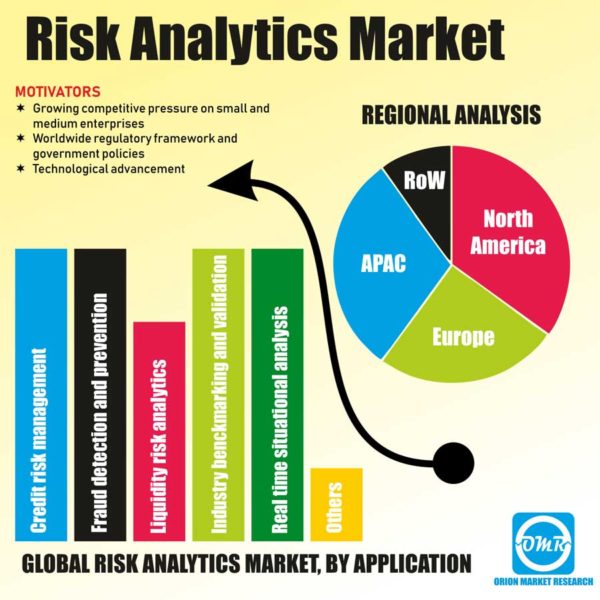 Risk Analytics Market
MOTIVATORS
✶ Growing competitive pressure on small and
medium enterprises
✶ Worldwide regulatory framework and
government policies
✶ Technological advancement
REGIONAL ANALYSIS
RoW
North
America
APAC
Europe
Credit risk management
Fraud detection and prevention
Liquidity risk analytics
Industry benckmarking and validation
Real time situational analysis
Others
GLOBAL RISK ANALYTICS MARKET, BY APPLICATION
OMR
ORION MARKET RESEARCH